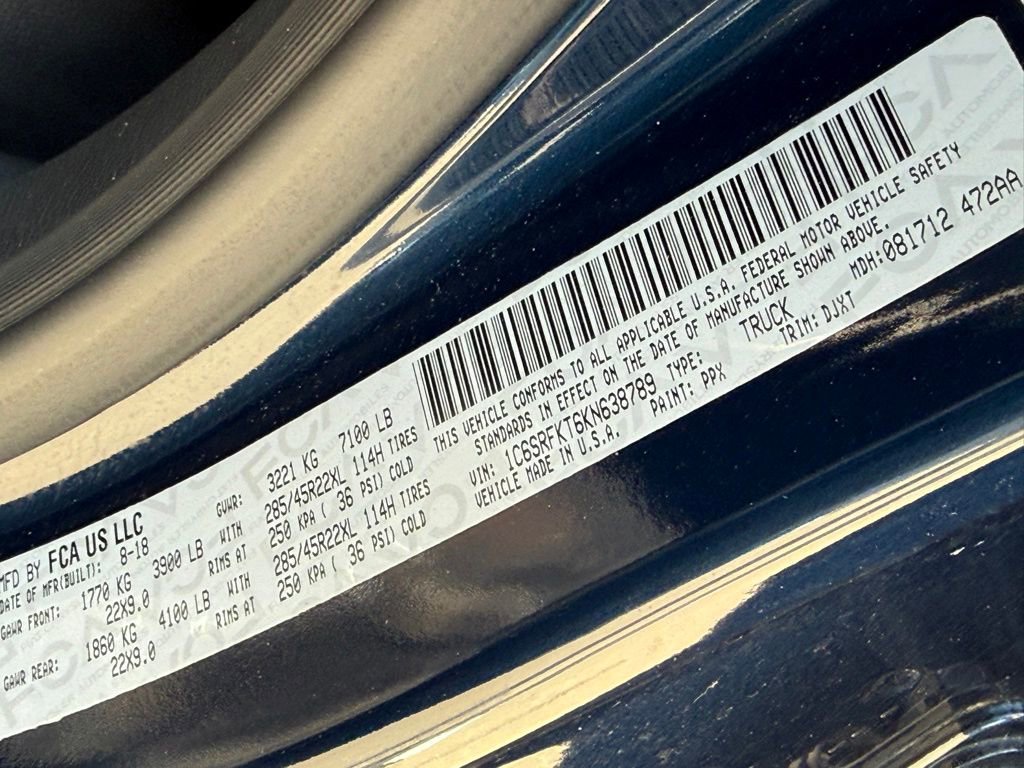 MFD BY FCA US LLC
DATE OF MFR(BUILT): 8-18 GVWR: 3221 KG 7100 LB
GAWR FRONT: 1770 KG 3900 LB WITH 285/45R22XL 114H TIRES
22X9.0 RIMS AT 250 KPA ( 36 PSI) COLD
GAWR REAR: 1860 KG 4100 LB WITH 285/45R22XL 114H TIRES
22X9.0 RIMS AT 250 KPA ( 36 PSI) COLD
THIS VEHICLE CONFORMS TO ALL APPLICABLE U.S.A. FEDERAL MOTOR VEHICLE SAFETY
STANDARDS IN EFFECT ON THE DATE OF MANUFACTURE SHOWN ABOVE.
MDH: 081712 472AA
VIN: 1C6SRFKT6KN638789 TYPE: TRUCK
VEHICLE MADE IN U.S.A. PAINT: PPX TRIM: DJXT